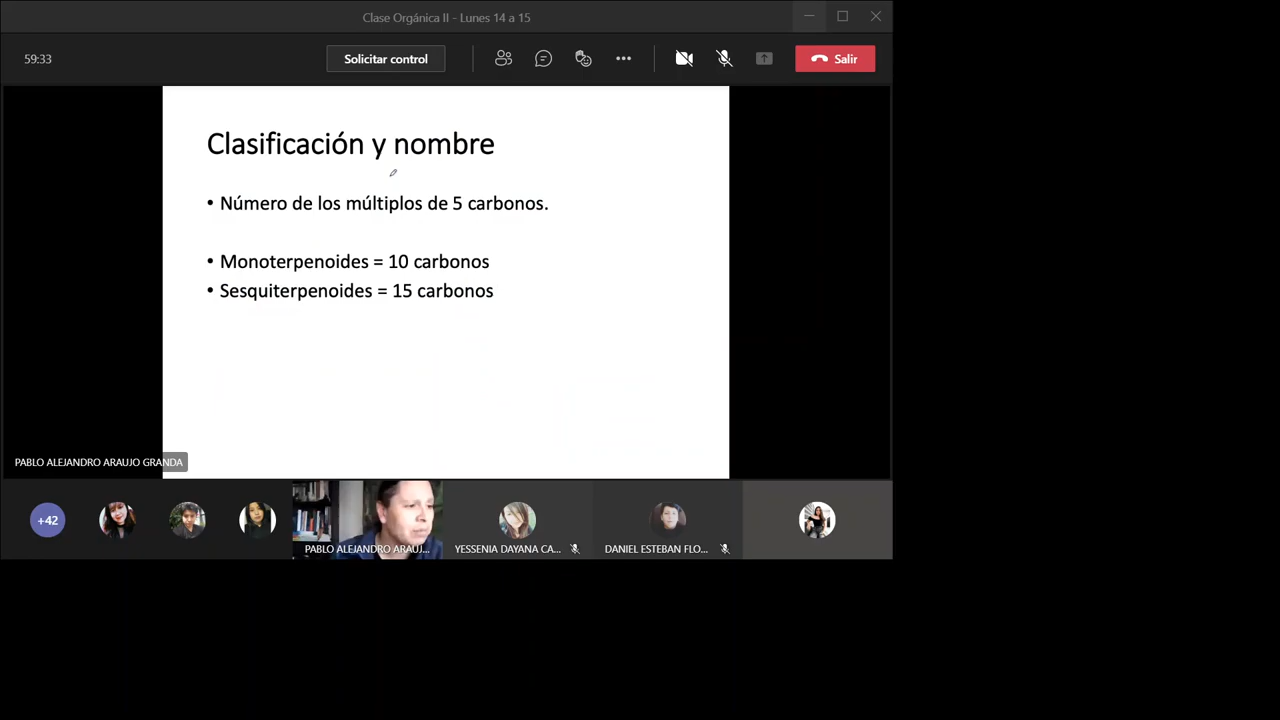 Clase Orgánica II - Lunes 14 a 15
59:33
Solicitar control
Salir
Clasificación y nombre
• Número de los múltiplos de 5 carbonos.
• Monoterpenoides = 10 carbonos
• Sesquiterpenoides = 15 carbonos
PABLO ALEJANDRO ARAUJO GRANDA
+42
PABLO ALEJANDRO ARAUJ...
YESSENIA DAYANA CA...
DANIEL ESTEBAN FLO...